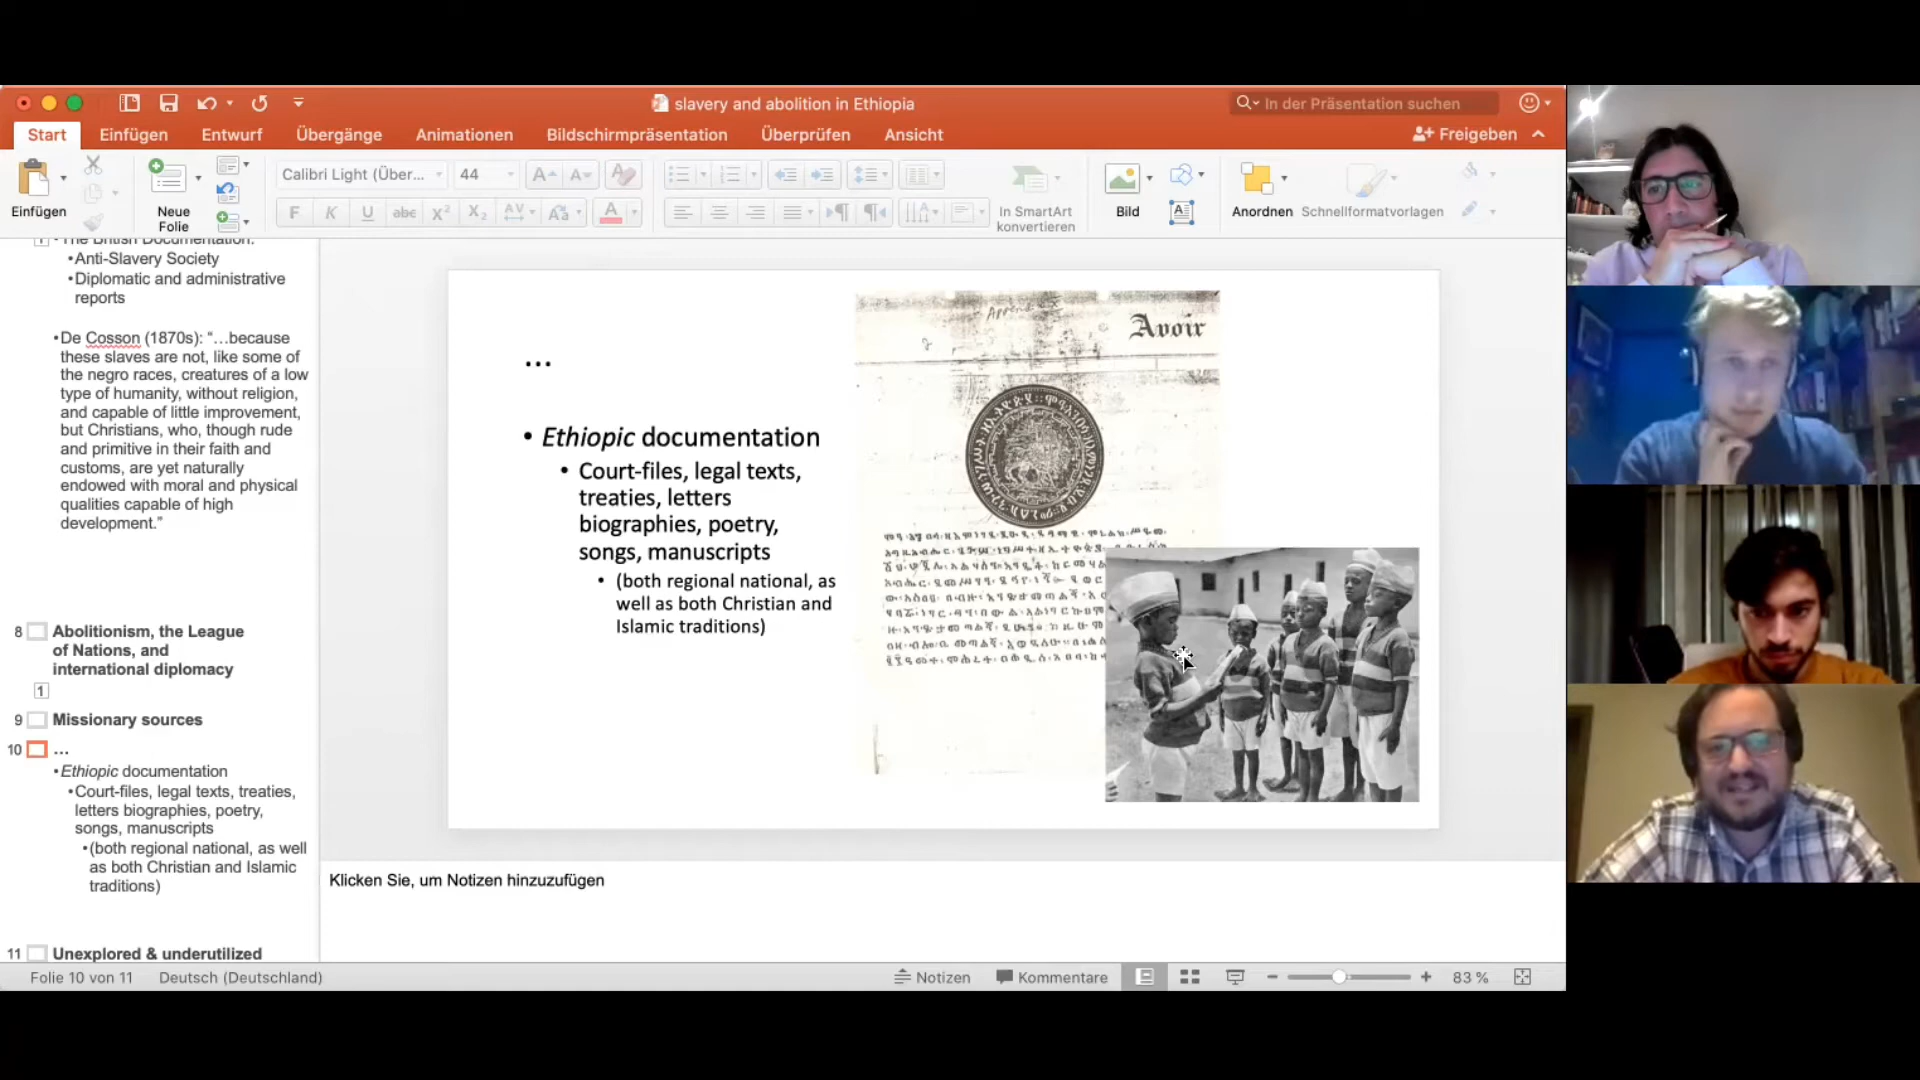 slavery and abolition in Ethiopia
In der Präsentation suchen
Start Einfügen Entwurf Übergänge Animationen Bildschirmpräsentation Überprüfen Ansicht
Freigeben
Einfügen
Neue
Folie
Calibri Light (Über... 44
F K U abc X² X₂ AV Aa A
In SmartArt
konvertieren
Bild
Anordnen Schnellformatvorlagen
Anti-Slavery Society
•Diplomatic and administrative
reports
•De Cosson (1870s): “…because
these slaves are not, like some of
the negro races, creatures of a low
type of humanity, without religion,
and capable of little improvement,
but Christians, who, though rude
and primitive in their faith and
customs, are yet naturally
endowed with moral and physical
qualities capable of high
development.”
8 Abolitionism, the League
of Nations, and
international diplomacy
1
9 Missionary sources
10 …
•Ethiopic documentation
•Court-files, legal texts, treaties,
letters biographies, poetry,
songs, manuscripts
•(both regional national, as well
as both Christian and Islamic
traditions)
11 Unexplored & underutilized
…
• Ethiopic documentation
• Court-files, legal texts,
treaties, letters
biographies, poetry,
songs, manuscripts
• (both regional national, as
well as both Christian and
Islamic traditions)
Avoir
Klicken Sie, um Notizen hinzuzufügen
Folie 10 von 11 Deutsch (Deutschland)
Notizen Kommentare 83 %